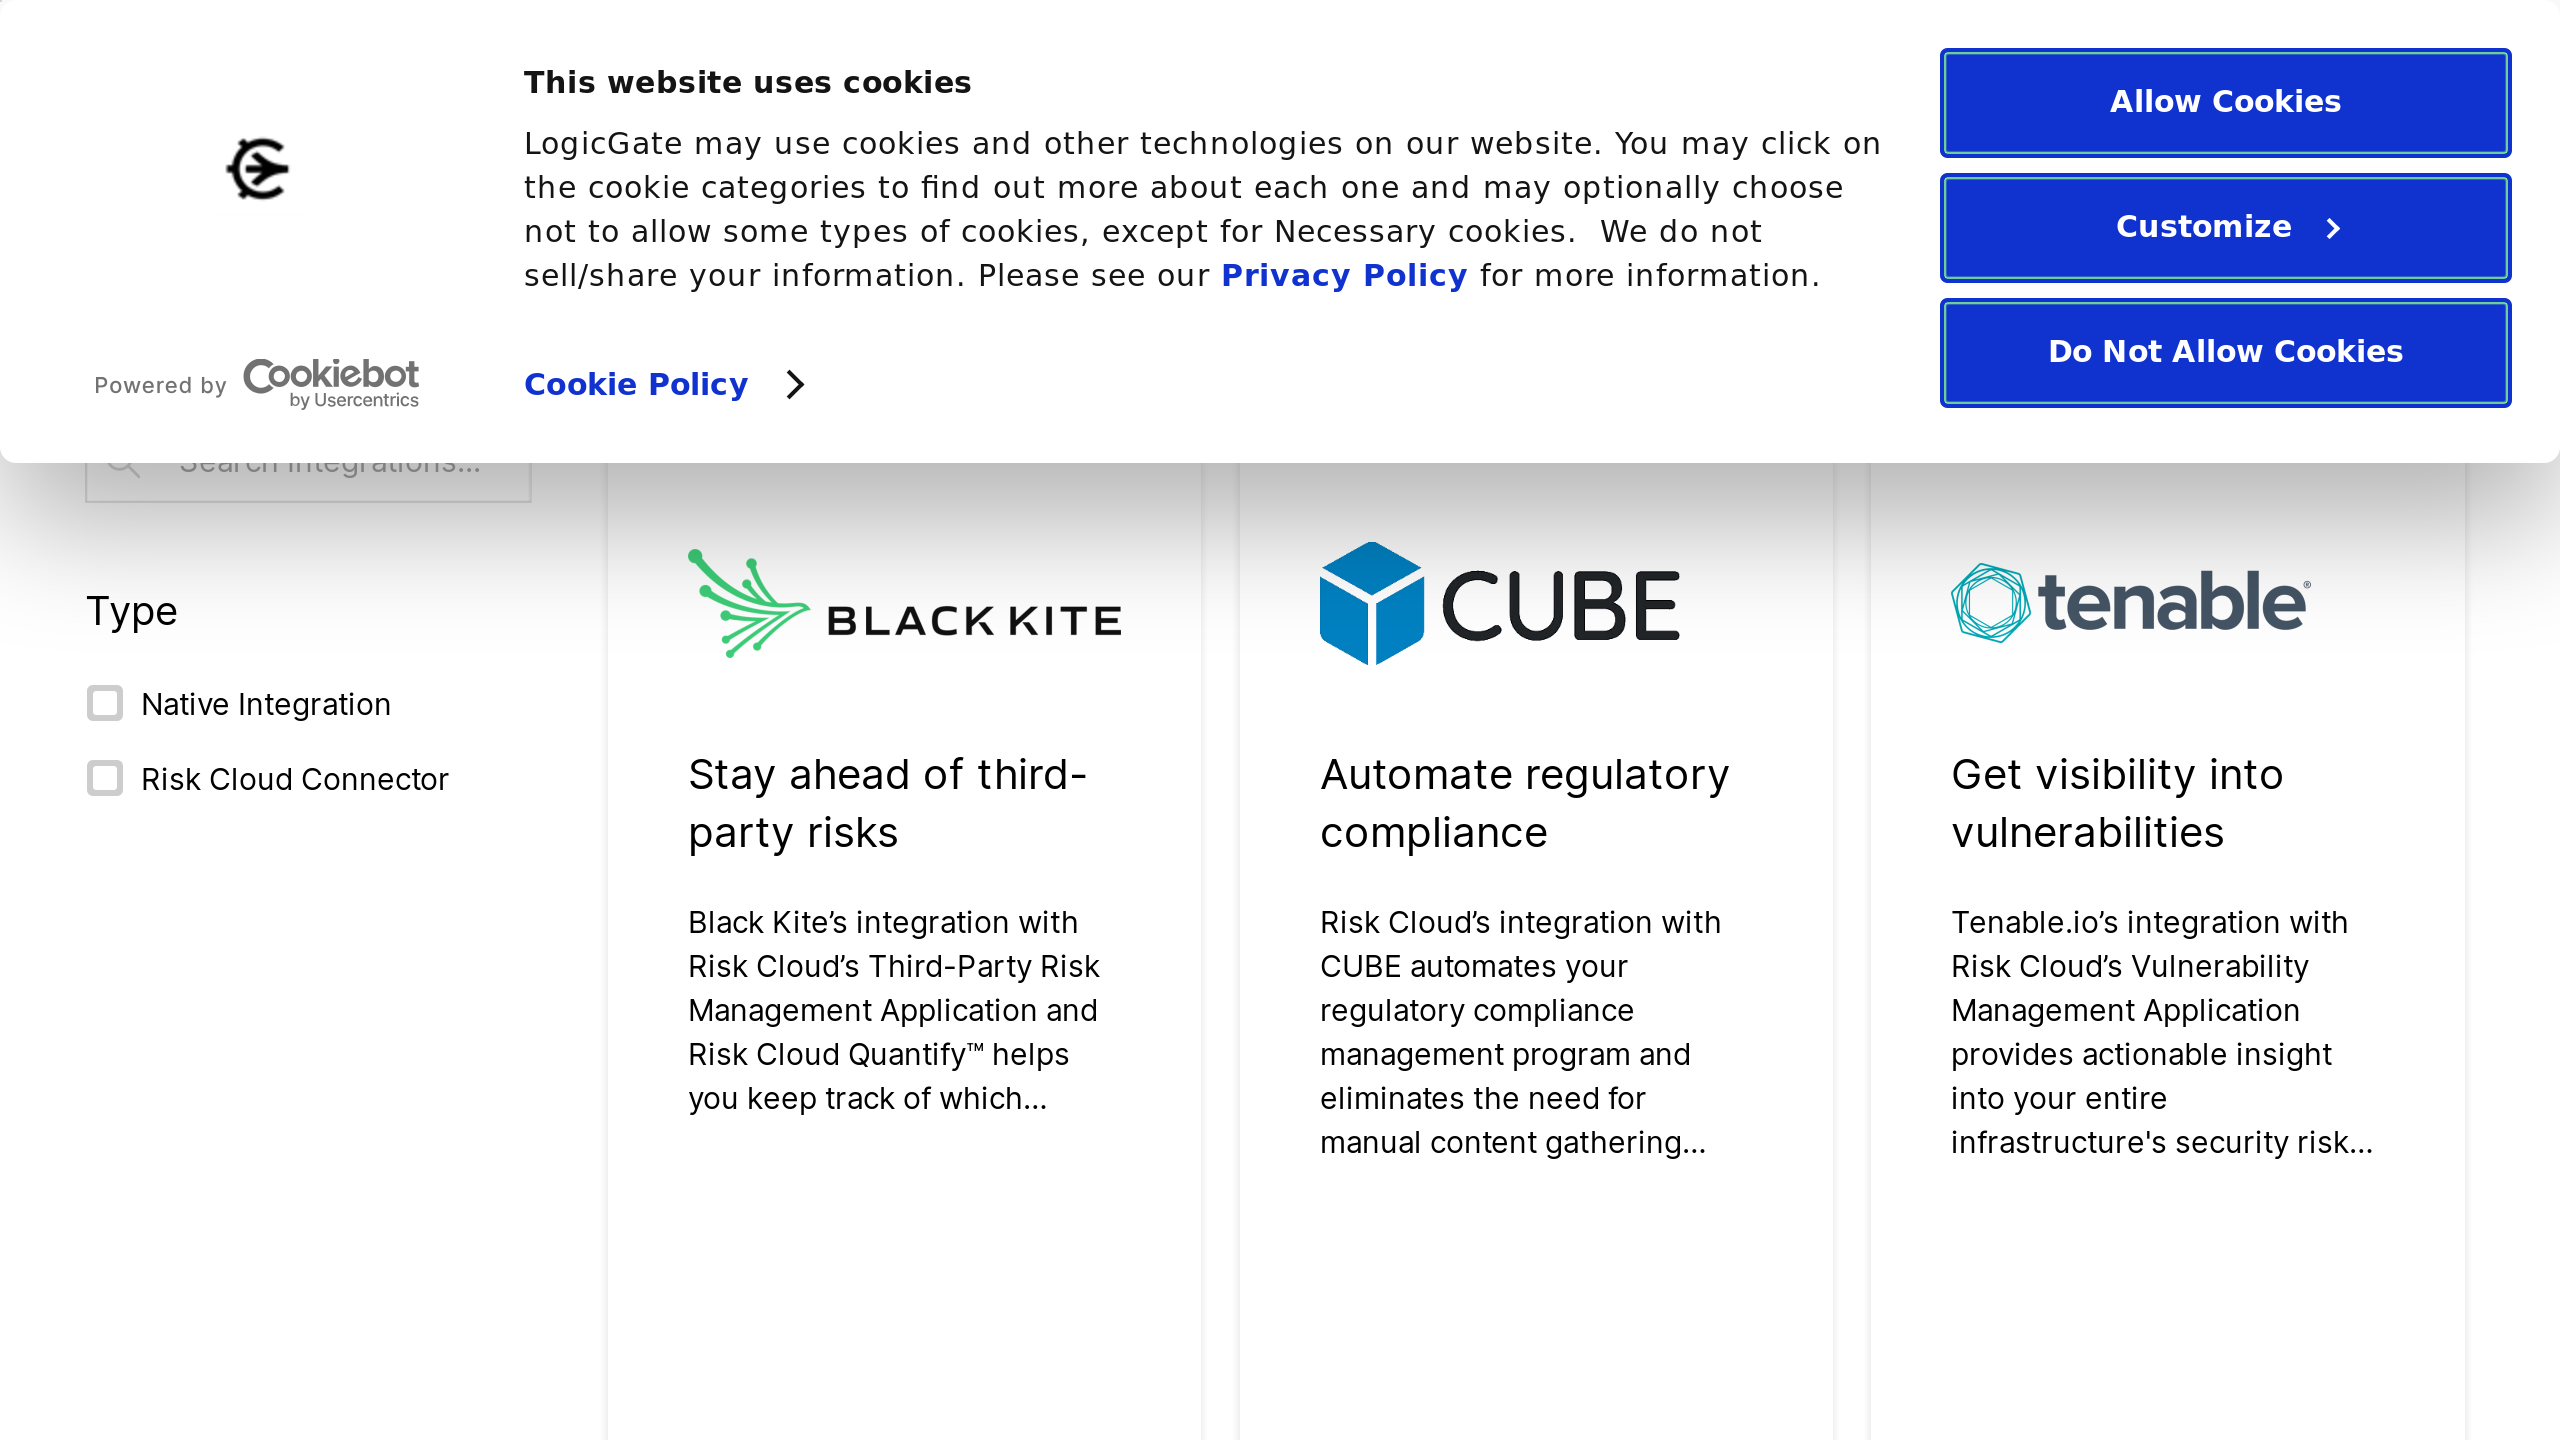 This website uses cookies
LogicGate may use cookies and other technologies on our website. You may click on
the cookie categories to find out more about each one and may optionally choose
not to allow some types of cookies, except for Necessary cookies.  We do not
sell/share your information. Please see our Privacy Policy for more information.
Powered by Cookiebot
by Usercentrics
Cookie Policy
Allow Cookies
Customize
Do Not Allow Cookies
Search integrations...
Type
Native Integration
Risk Cloud Connector
BLACK KITE
Stay ahead of third-
party risks
Black Kite’s integration with
Risk Cloud’s Third-Party Risk
Management Application and
Risk Cloud Quantify™ helps
you keep track of which...
CUBE
Automate regulatory
compliance
Risk Cloud’s integration with
CUBE automates your
regulatory compliance
management program and
eliminates the need for
manual content gathering...
tenable®
Get visibility into
vulnerabilities
Tenable.io’s integration with
Risk Cloud’s Vulnerability
Management Application
provides actionable insight
into your entire
infrastructure's security risk...